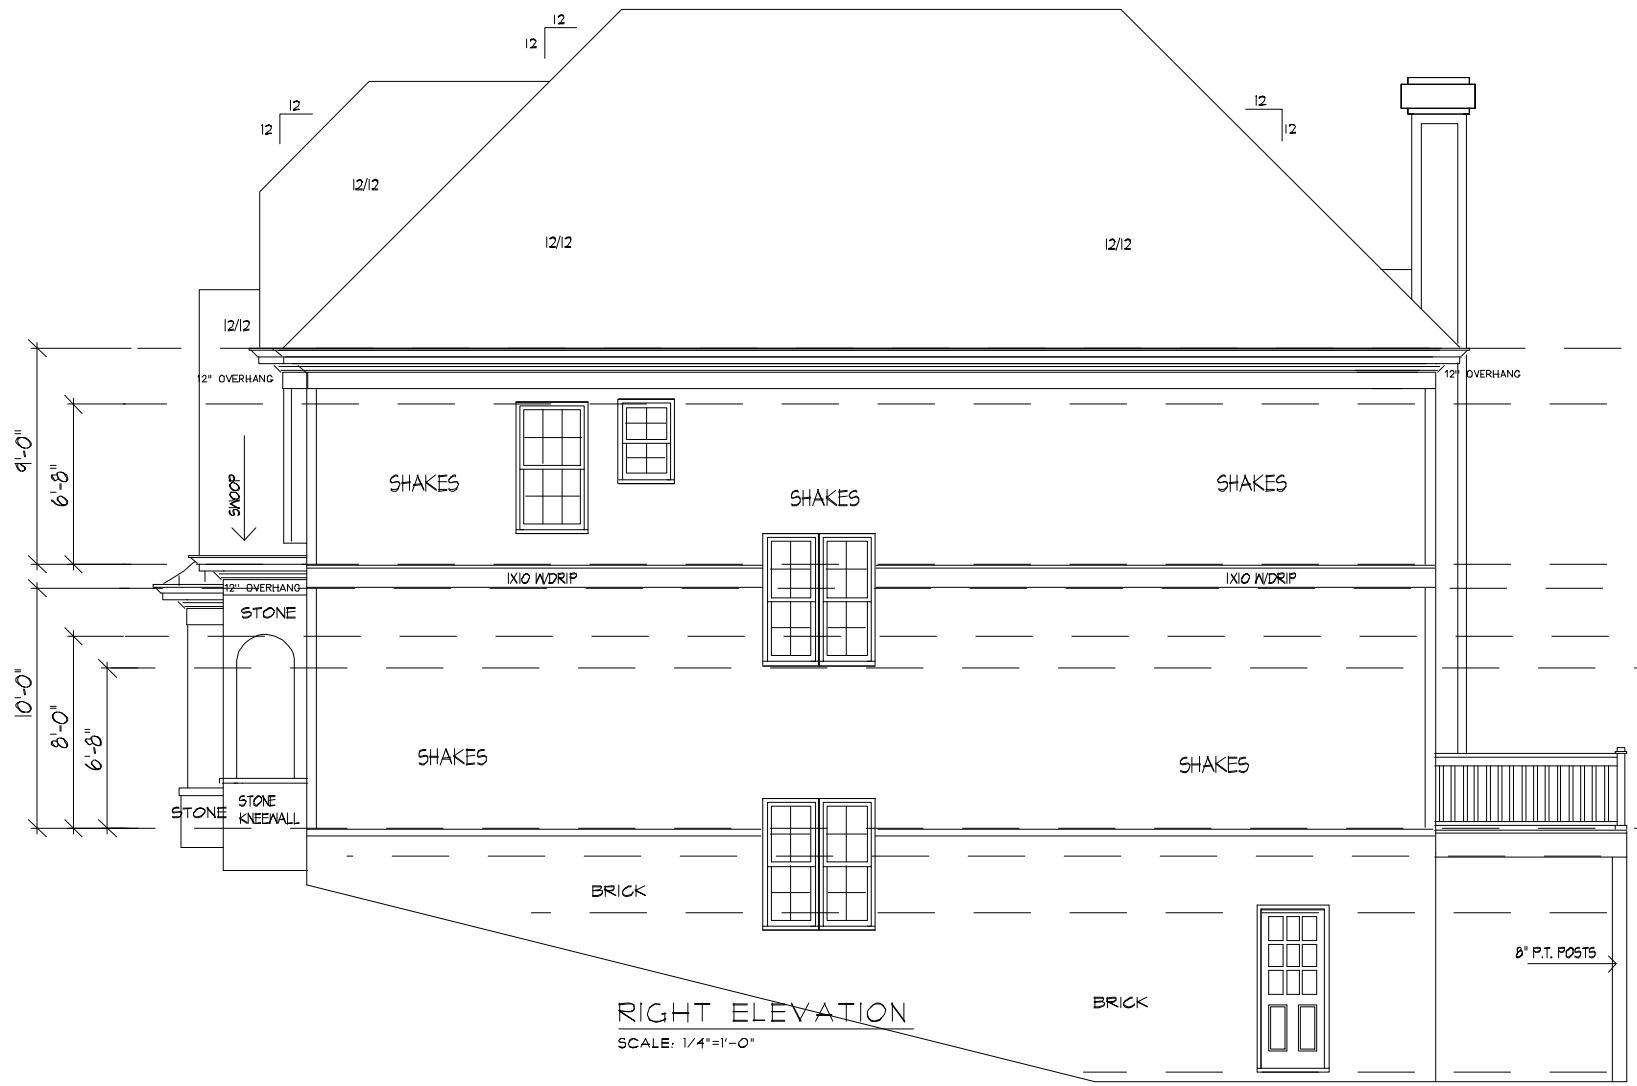 12
12
12
12
12
12
12/12
12/12
12/12
12/12
12" OVERHANG
12" OVERHANG
9'-0"
6'-8"
SWOOP
SHAKES
SHAKES
SHAKES
1X10 W/DRIP
1X10 W/DRIP
12" OVERHANG
STONE
10'-0"
8'-0"
6'-8"
SHAKES
SHAKES
STONE
STONE
KNEEWALL
BRICK
8" P.T. POSTS
BRICK
RIGHT ELEVATION
SCALE: 1/4"=1'-0"